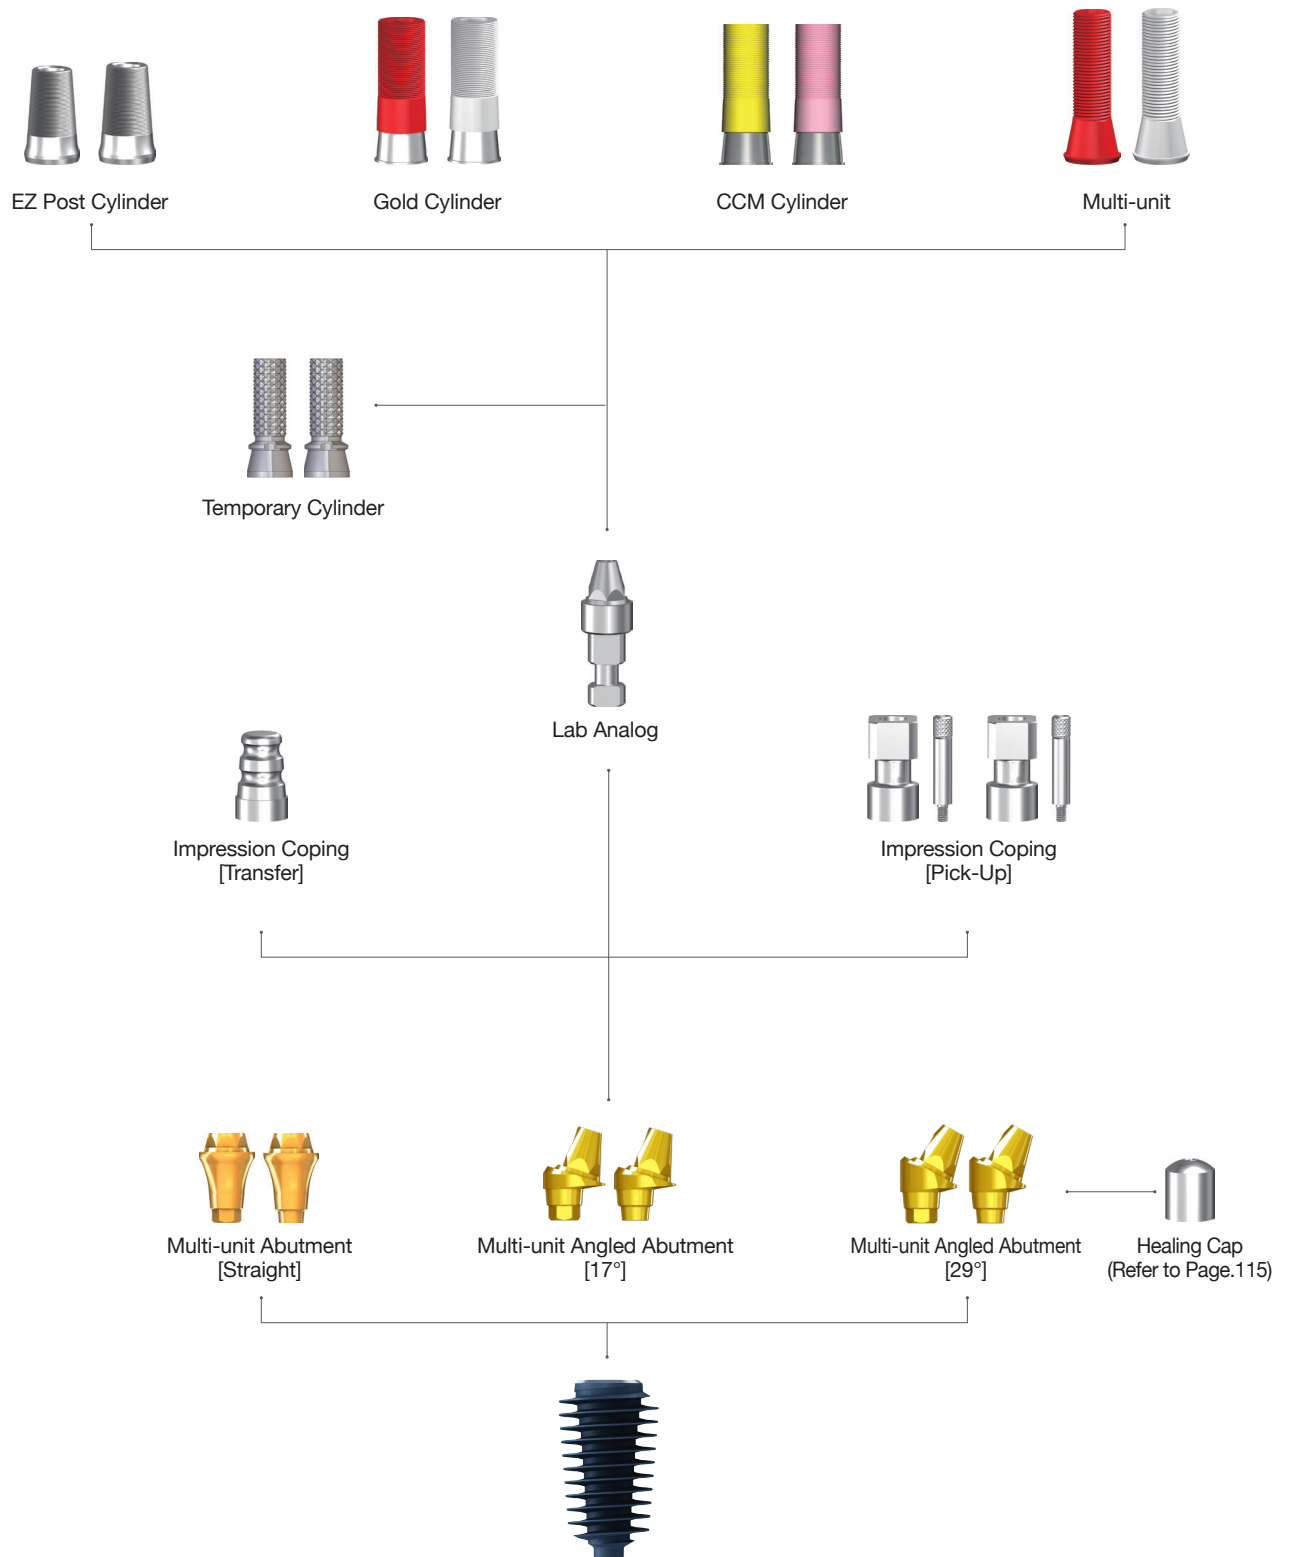 EZ Post Cylinder
Gold Cylinder
CCM Cylinder
Multi-unit
Temporary Cylinder
Lab Analog
Impression Coping
[Transfer]
Impression Coping
[Pick-Up]
Multi-unit Abutment
[Straight]
Multi-unit Angled Abutment
[17°]
Multi-unit Angled Abutment
[29°]
Healing Cap
(Refer to Page.115)